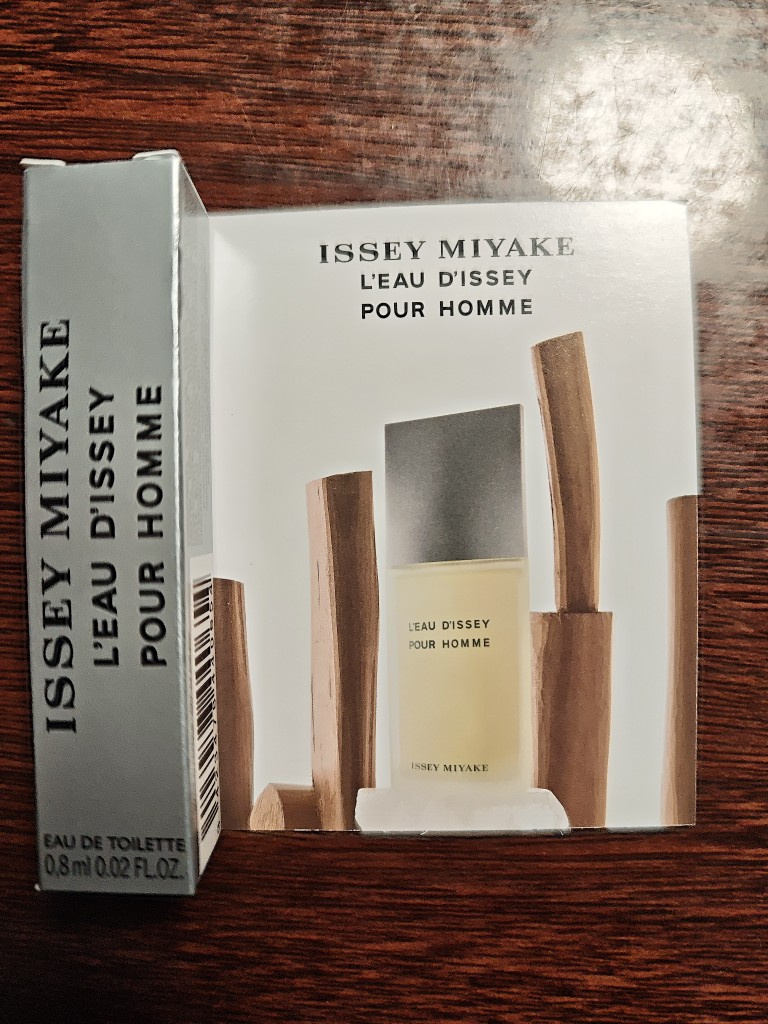 ISSEY MIYAKE
L'EAU D'ISSEY
POUR HOMME
EAU DE TOILETTE
0,8 ml 0.02 FL.OZ.
ISSEY MIYAKE
L'EAU D'ISSEY
POUR HOMME
L'EAU D'ISSEY
POUR HOMME
ISSEY MIYAKE